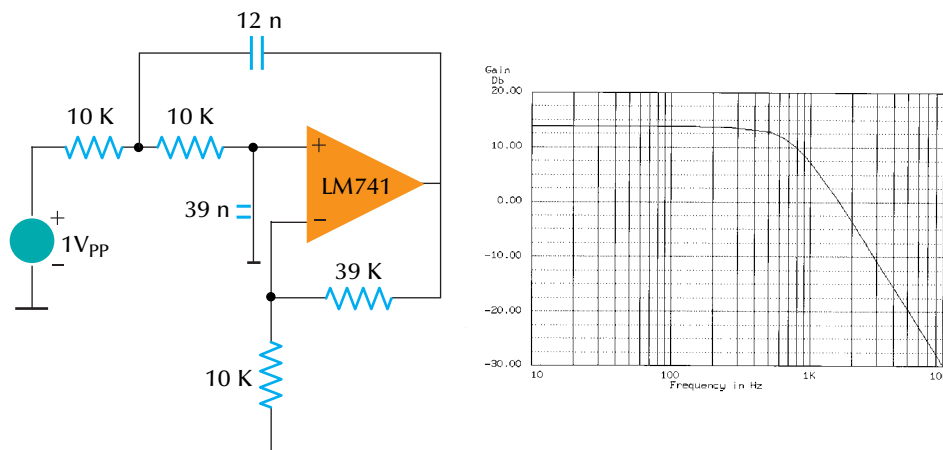 12 n
10 K
10 K
+
LM741
−
39 n
+
1VPP
−
39 K
10 K
Gain
Db
20.00
10.00
0.00
-10.00
-20.00
-30.00
10
100
1K
10
Frequency in Hz